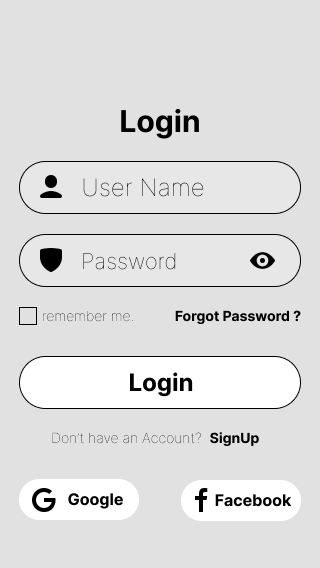 Login
User Name
Password
remember me. Forgot Password ?
Login
Don't have an Account? SignUp
Google Facebook